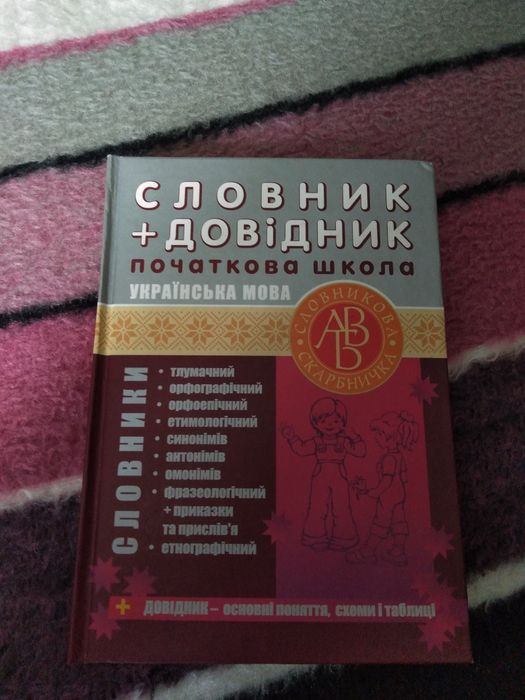 СЛОВНИК
+ДОВіДНИК
ПОЧАТКОВА ШКОЛА
УКРАЇНСЬКА МОВА
СЛОВНИКОВА
СКАРБНИЧКА
АВВЬ
СЛОВНИКИ
• тлумачний
• орфографічний
• орфоепічний
• етимологічний
• синонімів
• антонімів
• омонімів
• фразеологічний
+ приказки
та прислів'я
• етнографічний
+ ДОВІДНИК – основні поняття, схеми і таблиці